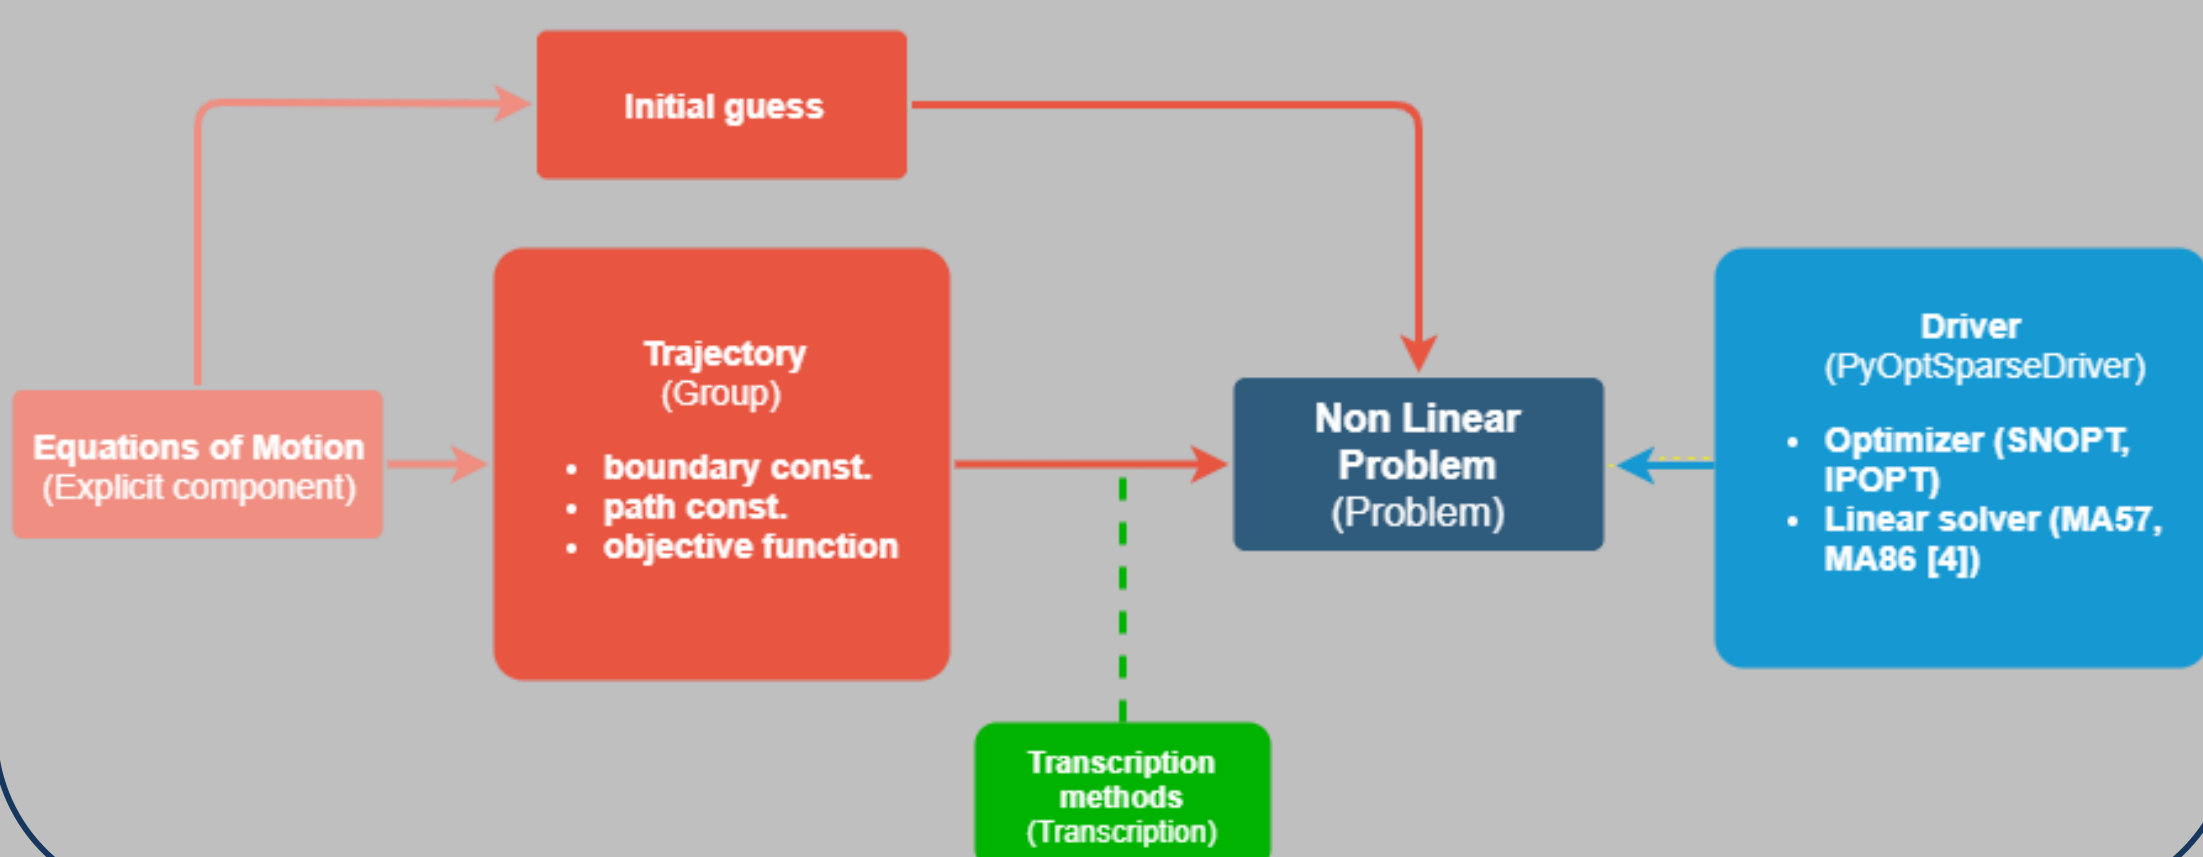 Initial guess
Equations of Motion
(Explicit component)
Trajectory
(Group)
• boundary const.
• path const.
• objective function
Non Linear
Problem
(Problem)
Driver
(PyOptSparseDriver)
• Optimizer (SNOPT,
IPOPT)
• Linear solver (MA57,
MA86 [4])
Transcription
methods
(Transcription)